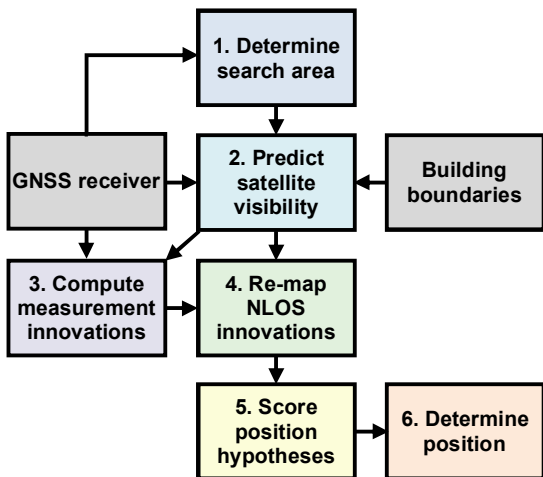 1. Determine
search area
GNSS receiver
2. Predict
satellite
visibility
Building
boundaries
3. Compute
measurement
innovations
4. Re-map
NLOS
innovations
5. Score
position
hypotheses
6. Determine
position